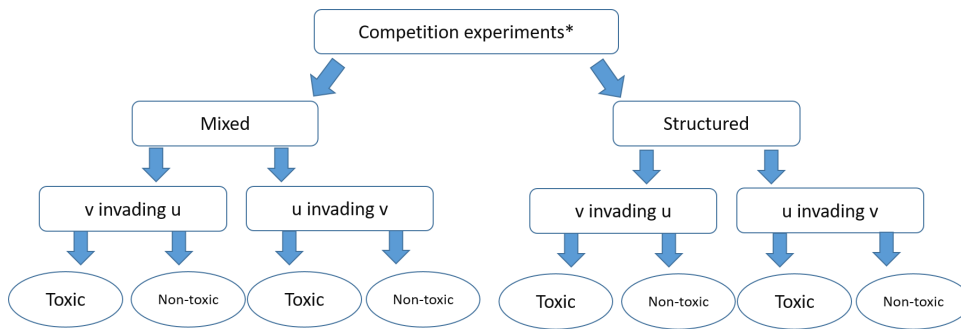 Competition experiments*
Mixed
Structured
v invading u
u invading v
v invading u
u invading v
Toxic
Non-toxic
Toxic
Non-toxic
Toxic
Non-toxic
Toxic
Non-toxic